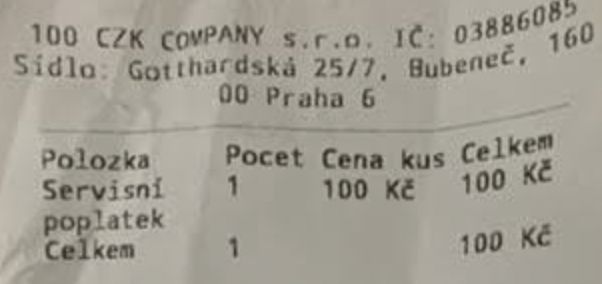 100 CZK COMPANY s.r.o. IČ: 03886085
Sídlo: Gotthardská 25/7, Bubeneč, 160
00 Praha 6
Polozka Pocet Cena kus Celkem
Servisní 1 100 Kč 100 Kč
poplatek
Celkem 1 100 Kč